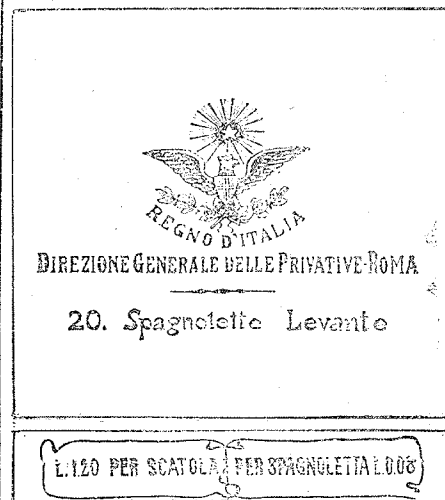 REGNO D'ITALIA
DIREZIONE GENERALE DELLE PRIVATIVE-ROMA
20. Spagnolette Levante
L. 1.20 PER SCATOLA PER SPAGNOLETTA L. 0.06